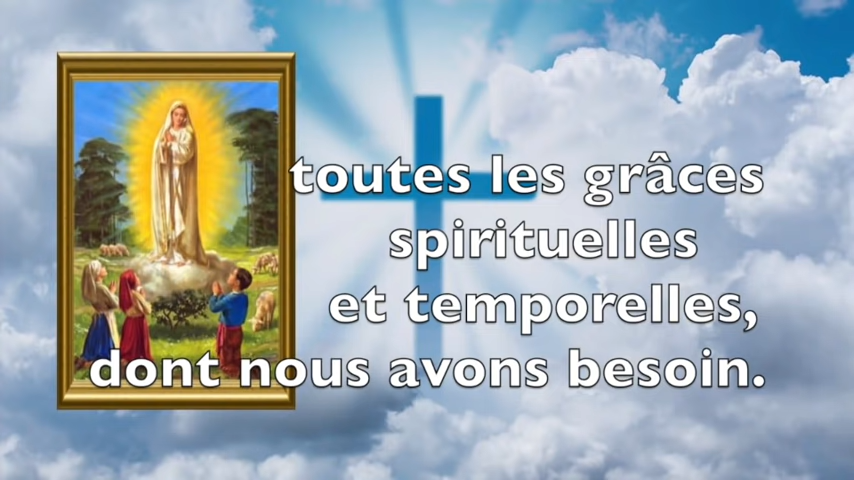 toutes les grâces
spirituelles
et temporelles,
dont nous avons besoin.